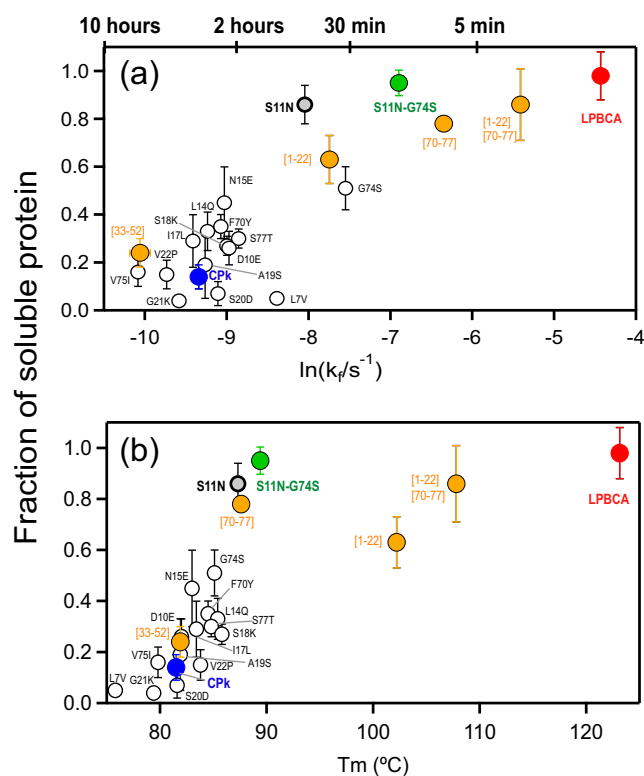 10 hours 2 hours 30 min 5 min
(a)
1.0
0.8
0.6
0.4
0.2
0.0
S11N
S11N-G74S
LPBCA
[1-22]
[70-77]
[70-77]
[1-22]
G74S
N15E
L14Q
F70Y
S18K
S77T
[33-52]
I17L
D10E
V22P
V75I
A19S
CPk
G21K
S20D
L7V
-10 -9 -8 -7 -6 -5 -4
ln(kf/s⁻¹)
Fraction of soluble protein
(b)
1.0
0.8
0.6
0.4
0.2
0.0
S11N
S11N-G74S
[70-77]
[1-22]
[70-77]
LPBCA
[1-22]
G74S
N15E
F70Y
D10E
L14Q
S77T
[33-52]
S18K
I17L
V75I
A19S
V22P
L7V
G21K
CPk
S20D
80 90 100 110 120
Tm (ºC)